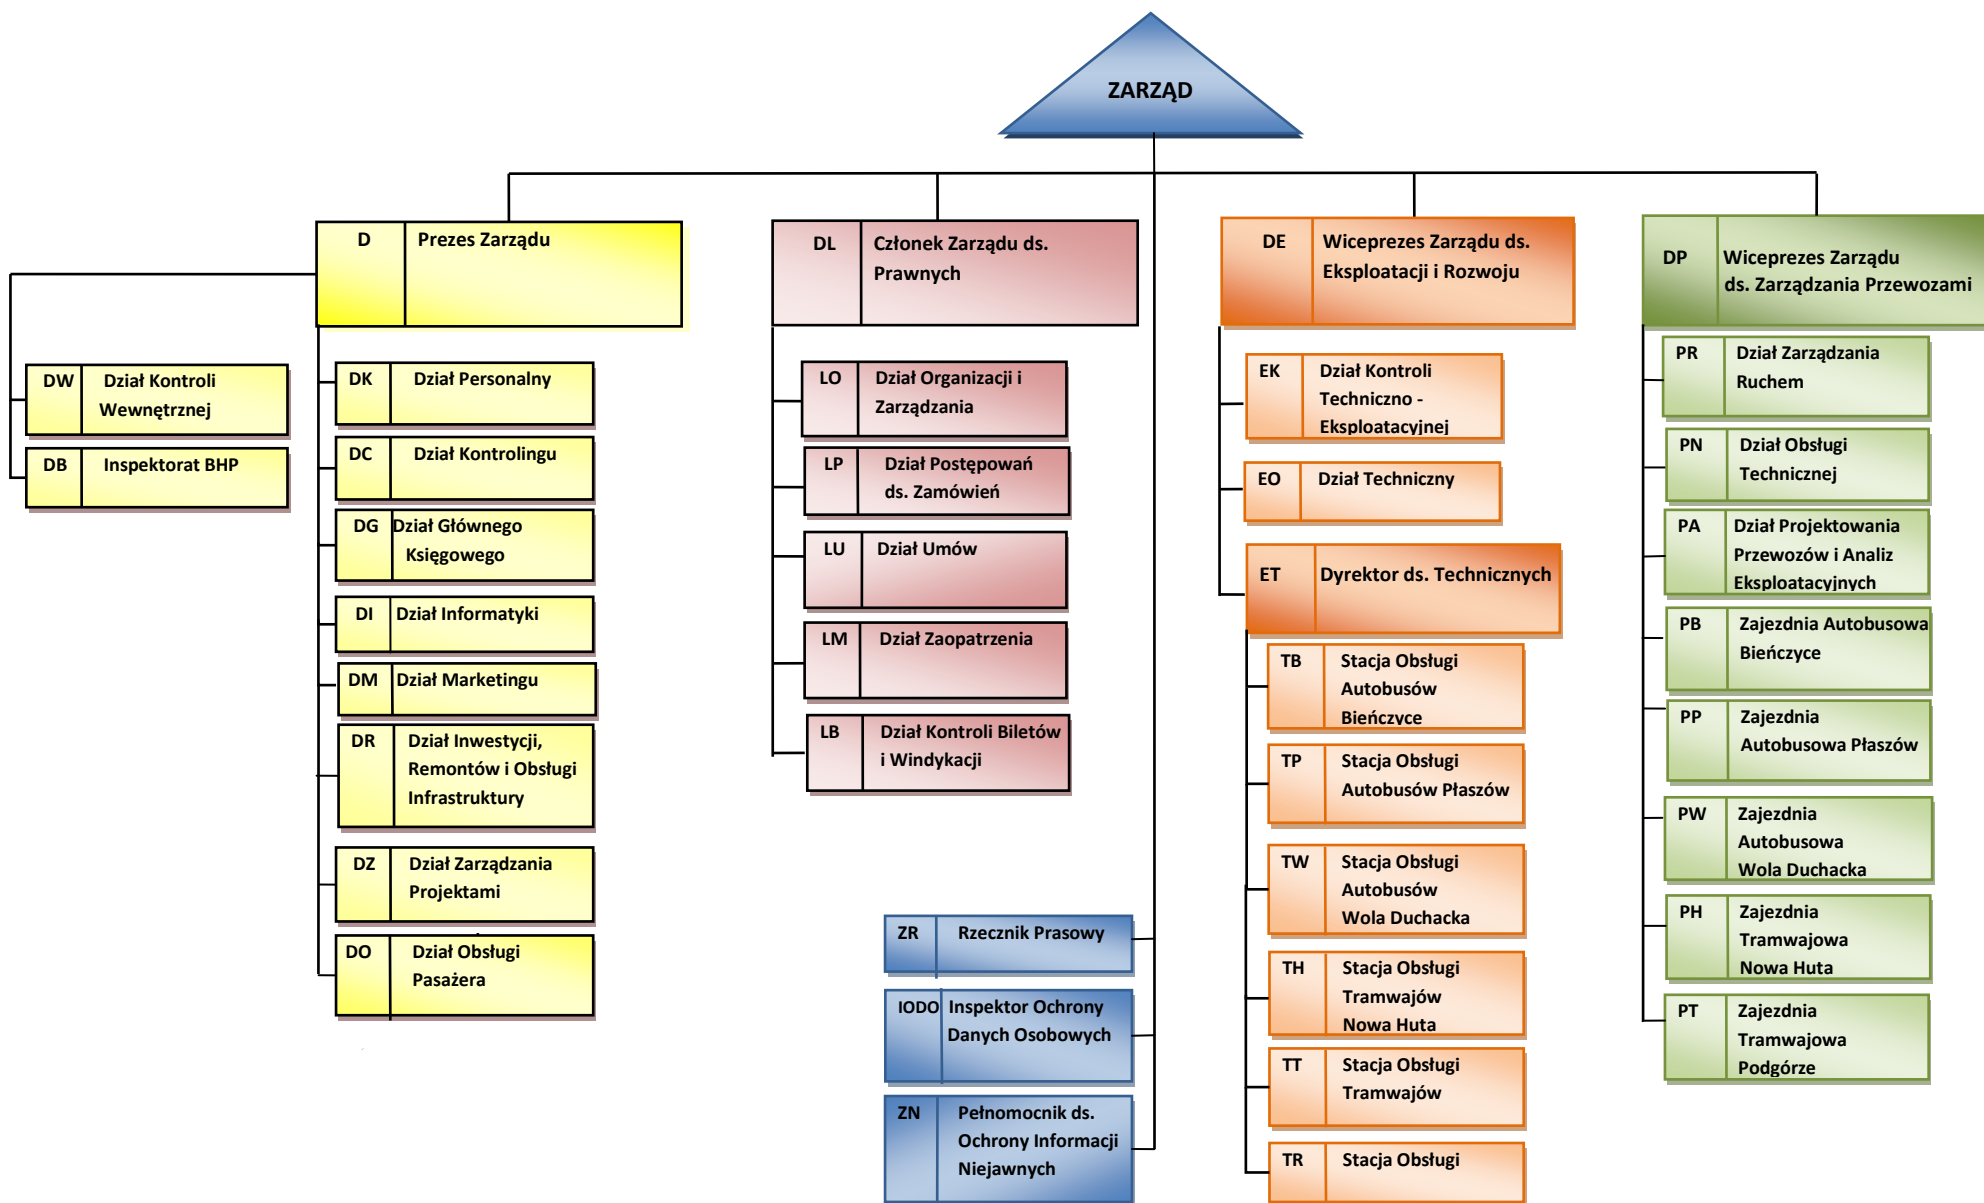 ZARZĄD
D Prezes Zarządu
DW Dział Kontroli
Wewnętrznej
DB Inspektorat BHP
DK Dział Personalny
DC Dział Kontrolingu
DG Dział Głównego
Księgowego
DI Dział Informatyki
DM Dział Marketingu
DR Dział Inwestycji,
Remontów i Obsługi
Infrastruktury
DZ Dział Zarządzania
Projektami
DO Dział Obsługi
Pasażera
DL Członek Zarządu ds.
Prawnych
LO Dział Organizacji i
Zarządzania
LP Dział Postępowań
ds. Zamówień
LU Dział Umów
LM Dział Zaopatrzenia
LB Dział Kontroli Biletów
i Windykacji
ZR Rzecznik Prasowy
IODO Inspektor Ochrony
Danych Osobowych
ZN Pełnomocnik ds.
Ochrony Informacji
Niejawnych
DE Wiceprezes Zarządu ds.
Eksploatacji i Rozwoju
EK Dział Kontroli
Techniczno -
Eksploatacyjnej
EO Dział Techniczny
ET Dyrektor ds. Technicznych
TB Stacja Obsługi
Autobusów
Bieńczyce
TP Stacja Obsługi
Autobusów Płaszów
TW Stacja Obsługi
Autobusów
Wola Duchacka
TH Stacja Obsługi
Tramwajów
Nowa Huta
TT Stacja Obsługi
Tramwajów
TR Stacja Obsługi
DP Wiceprezes Zarządu
ds. Zarządzania Przewozami
PR Dział Zarządzania
Ruchem
PN Dział Obsługi
Technicznej
PA Dział Projektowania
Przewozów i Analiz
Eksploatacyjnych
PB Zajezdnia Autobusowa
Bieńczyce
PP Zajezdnia
Autobusowa Płaszów
PW Zajezdnia
Autobusowa
Wola Duchacka
PH Zajezdnia
Tramwajowa
Nowa Huta
PT Zajezdnia
Tramwajowa
Podgórze